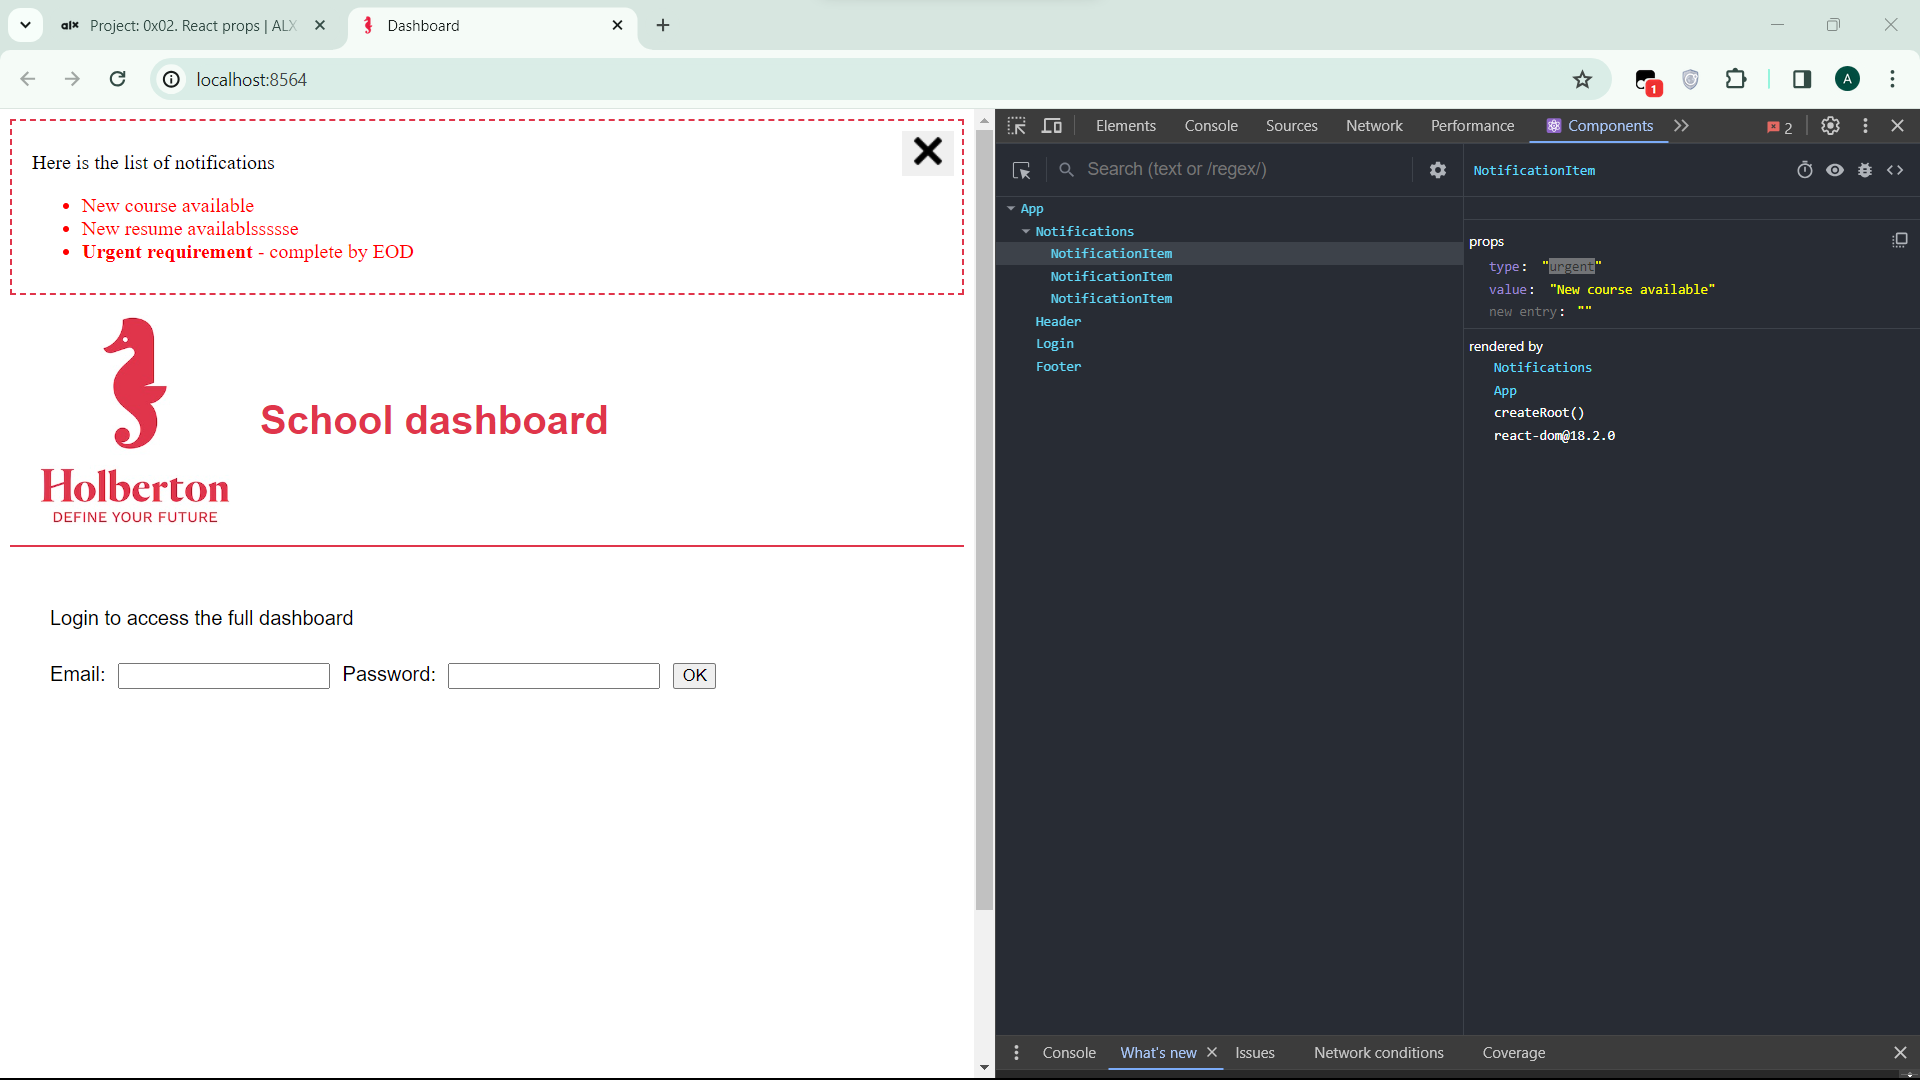 alx Project: 0x02. React props | ALX
Dashboard
localhost:8564
1
A
Here is the list of notifications
New course available
New resume availablssssse
Urgent requirement - complete by EOD
School dashboard
Holberton
DEFINE YOUR FUTURE
Login to access the full dashboard
Email: Password: OK
Elements Console Sources Network Performance Components 2
Search (text or /regex/)
App
Notifications
NotificationItem
NotificationItem
NotificationItem
Header
Login
Footer
NotificationItem
props
type: "urgent"
value: "New course available"
new entry: ""
rendered by
Notifications
App
createRoot()
react-dom@18.2.0
Console What's new Issues Network conditions Coverage